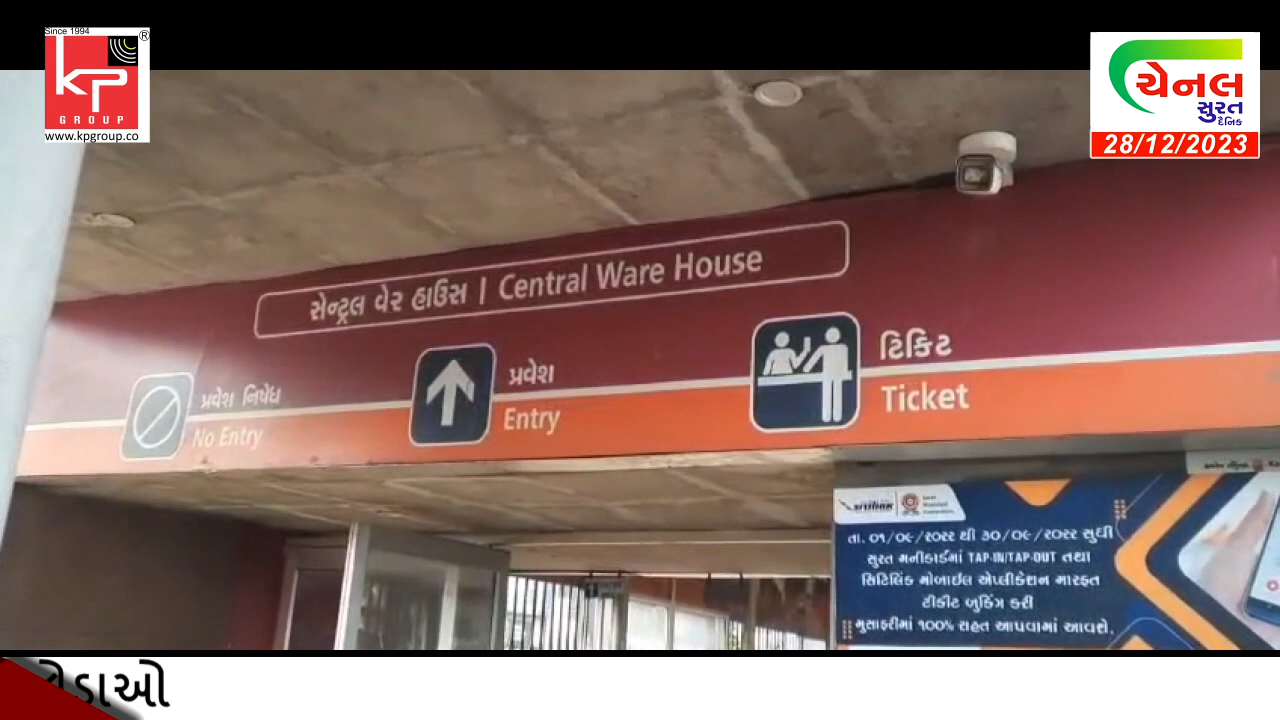 Since 1994
R
kp
GROUP
www.kpgroup.co
ચેનલ
સુરત
દૈનિક
28/12/2023
સેન્ટ્રલ વેર હાઉસ | Central Ware House
પ્રવેશ નિષેધ
No Entry
પ્રવેશ
Entry
ટિકિટ
Ticket
તા. ૦૧/૦૯/૨૦૨૨ થી ૩૦/૦૯/૨૦૨૨ સુધી
સુરત મનીકાર્ડમાં TAP-IN/TAP-OUT તથા
સિટિલિંક મોબાઈલ એપ્લીકેશન મારફત
ટીકીટ બુકિંગ કરી
મુસાફરીમાં ૧૦૦% રાહત આપવામાં આવશે.